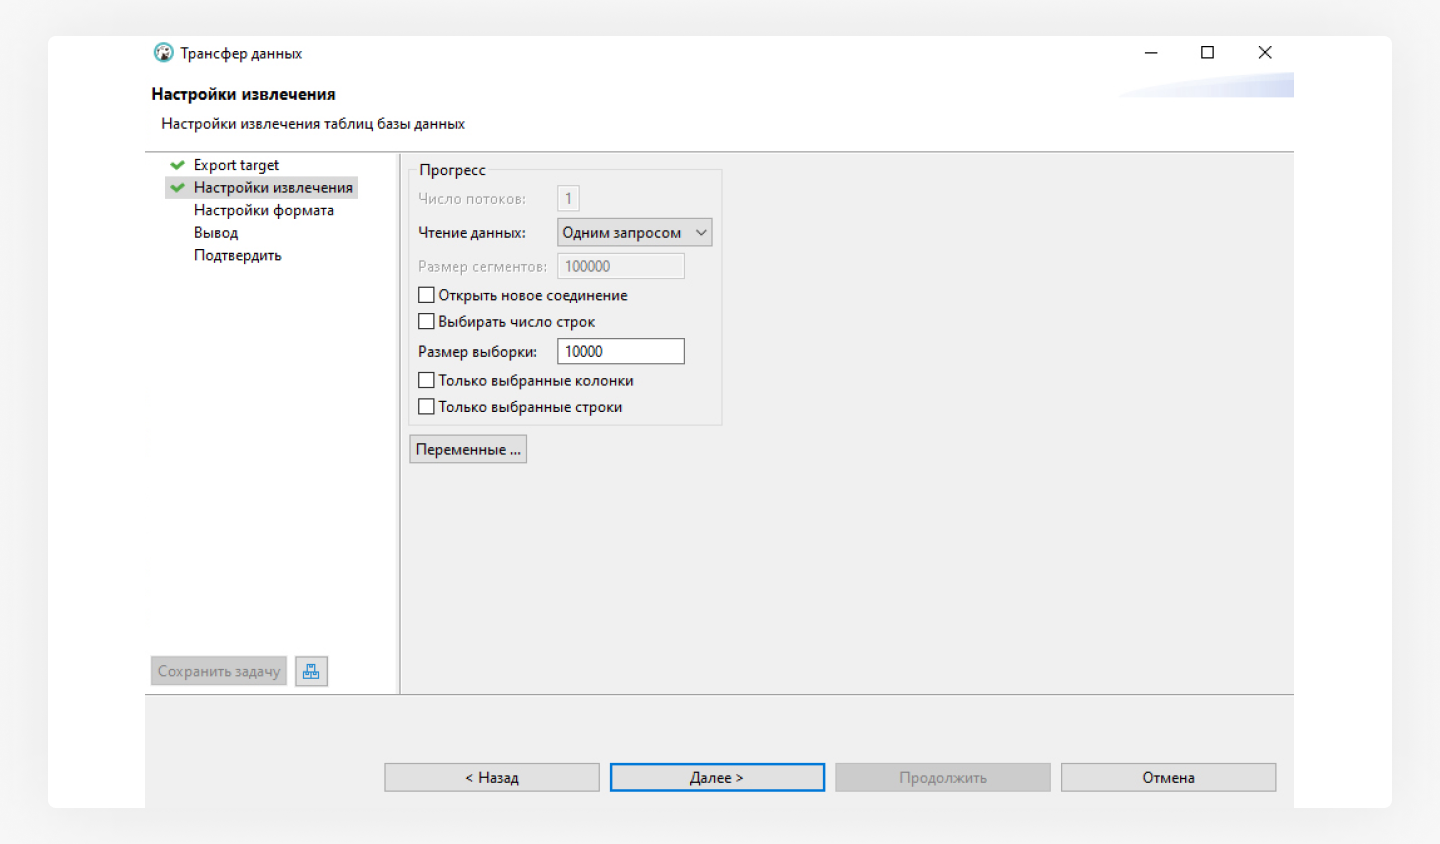 Трансфер данных
Настройки извлечения
Настройки извлечения таблиц базы данных
Export target
Настройки извлечения
Настройки формата
Вывод
Подтвердить
Прогресс
Число потоков: 1
Чтение данных: Одним запросом
Размер сегментов: 100000
Открыть новое соединение
Выбирать число строк
Размер выборки: 10000
Только выбранные колонки
Только выбранные строки
Переменные ...
Сохранить задачу
< Назад
Далее >
Продолжить
Отмена